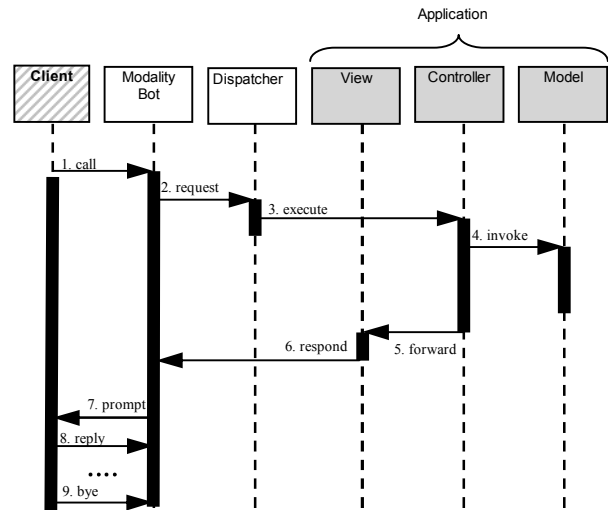 Application
Client
Modality
Bot
Dispatcher
View
Controller
Model
1. call
2. request
3. execute
4. invoke
5. forward
6. respond
7. prompt
8. reply
....
9. bye